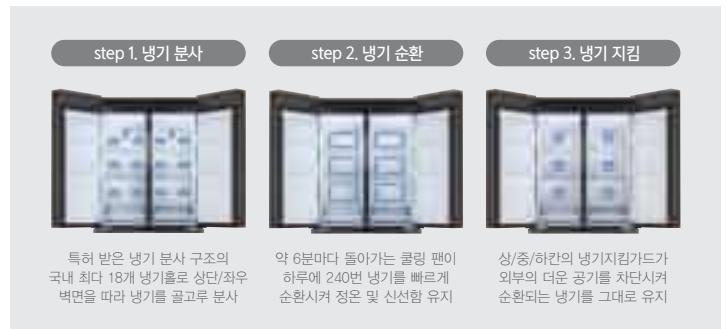 step 1. 냉기 분사
특허 받은 냉기 분사 구조의
국내 최다 18개 냉기홀로 상단/좌우
벽면을 따라 냉기를 골고루 분사
step 2. 냉기 순환
약 6분마다 돌아가는 쿨링 팬이
하루에 240번 냉기를 빠르게
순환시켜 정온 및 신선함 유지
step 3. 냉기 지킴
상/중/하칸의 냉기지킴가드가
외부의 더운 공기를 차단시켜
순환되는 냉기를 그대로 유지